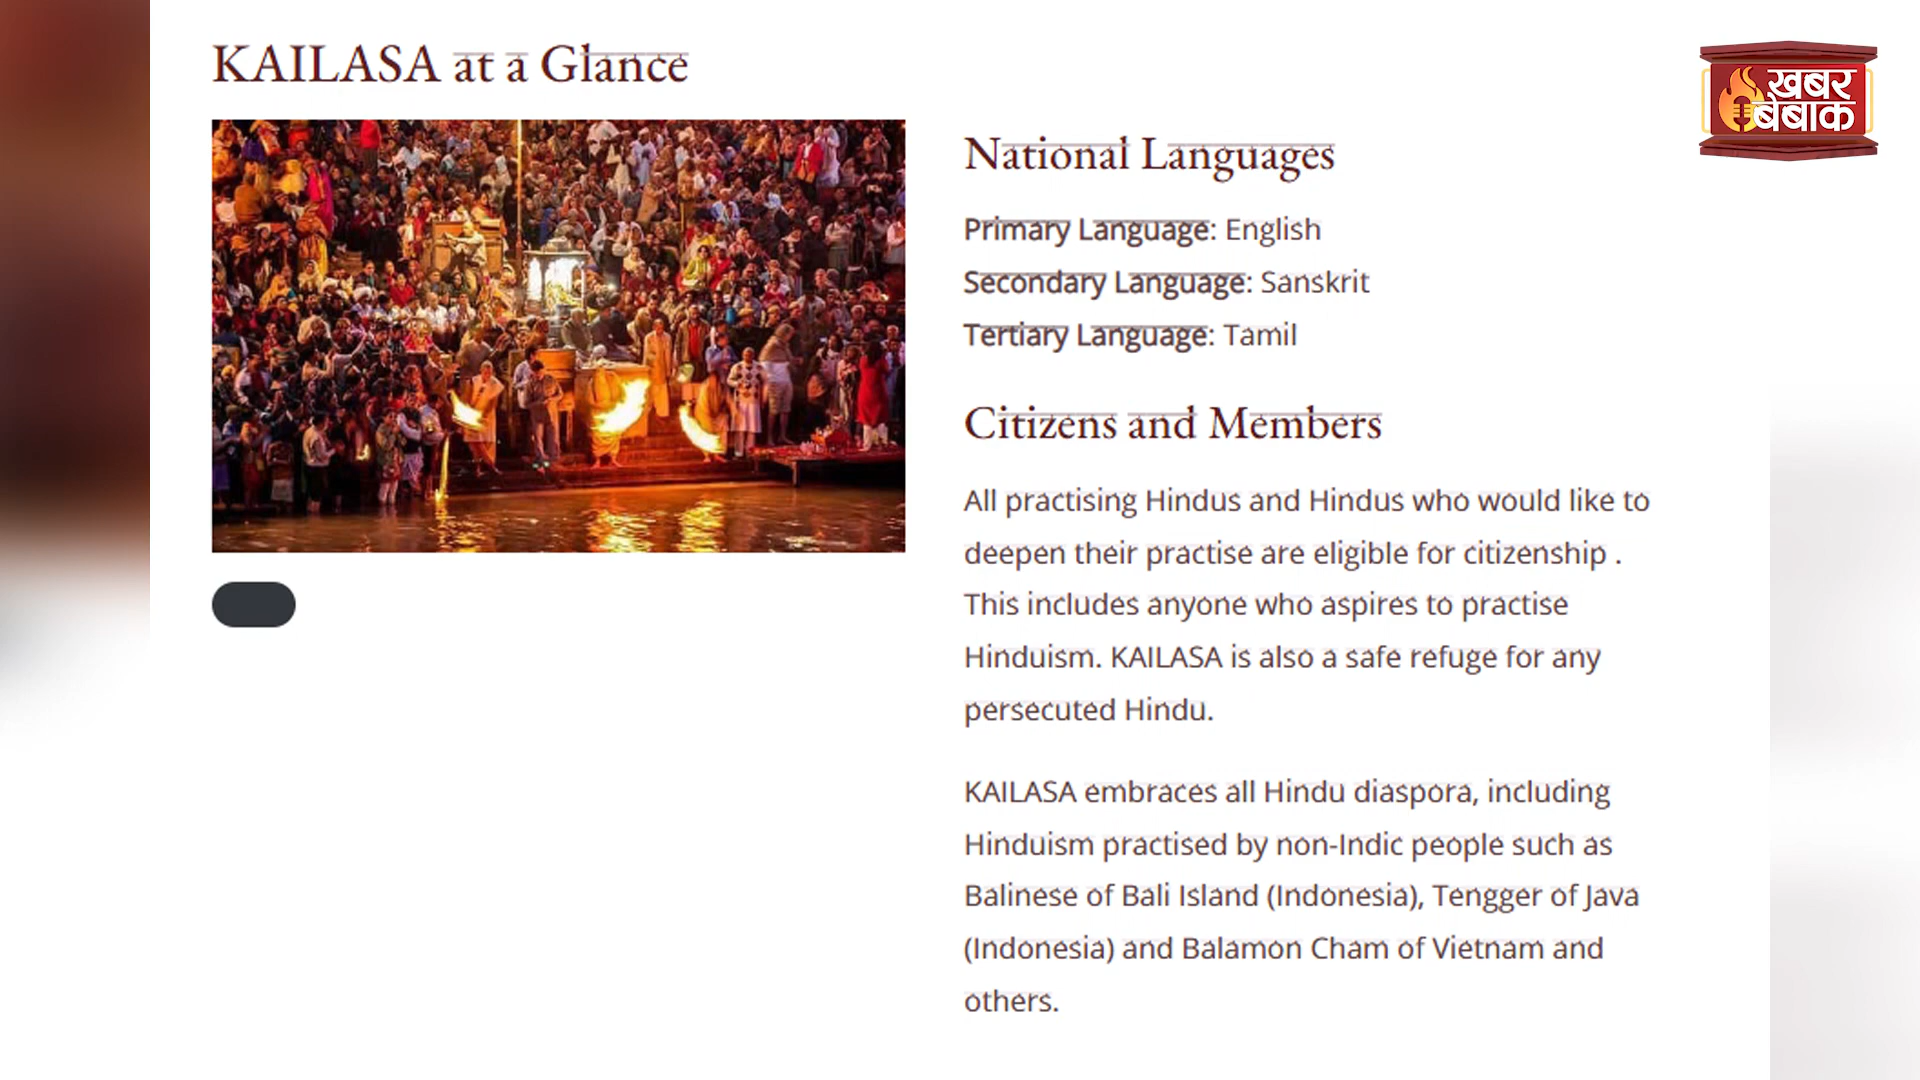 KAILASA at a Glance
खबर
बेबाक
National Languages
Primary Language: English
Secondary Language: Sanskrit
Tertiary Language: Tamil
Citizens and Members
All practising Hindus and Hindus who would like to
deepen their practise are eligible for citizenship .
This includes anyone who aspires to practise
Hinduism. KAILASA is also a safe refuge for any
persecuted Hindu.
KAILASA embraces all Hindu diaspora, including
Hinduism practised by non-Indic people such as
Balinese of Bali Island (Indonesia), Tengger of Java
(Indonesia) and Balamon Cham of Vietnam and
others.